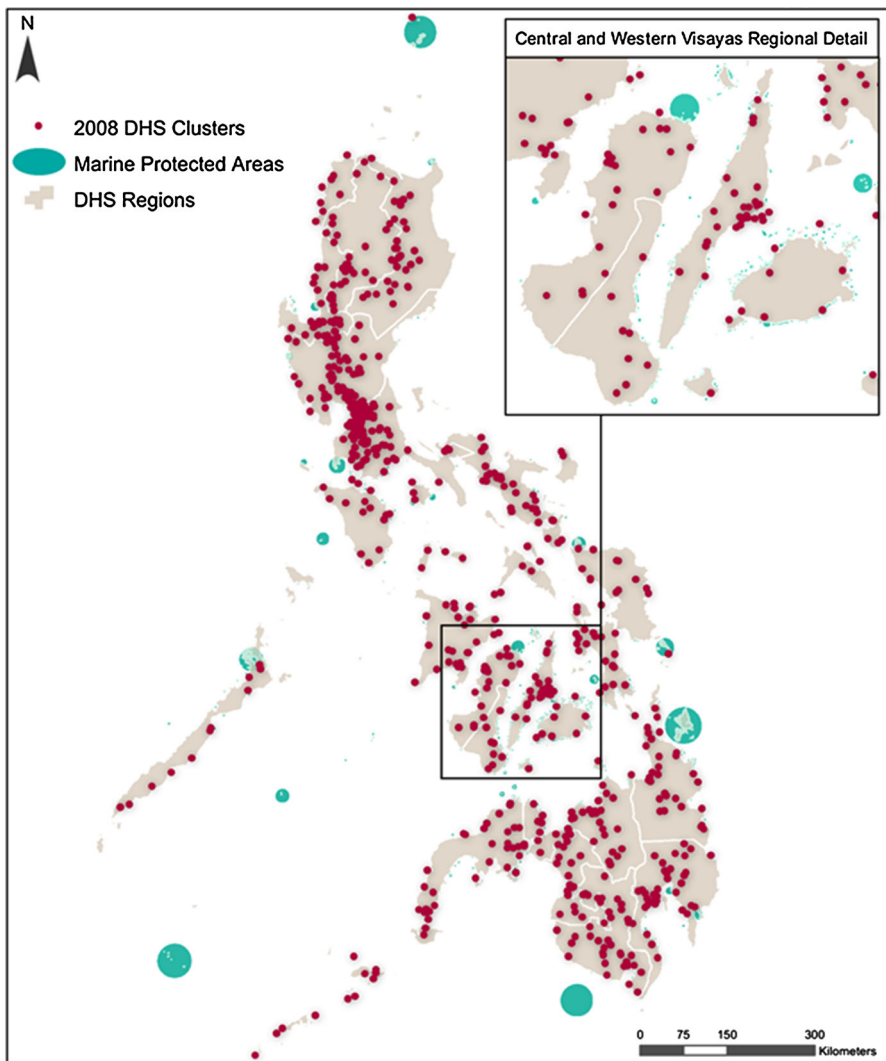 N
Central and Western Visayas Regional Detail
2008 DHS Clusters
Marine Protected Areas
DHS Regions
0 75 150 300
Kilometers